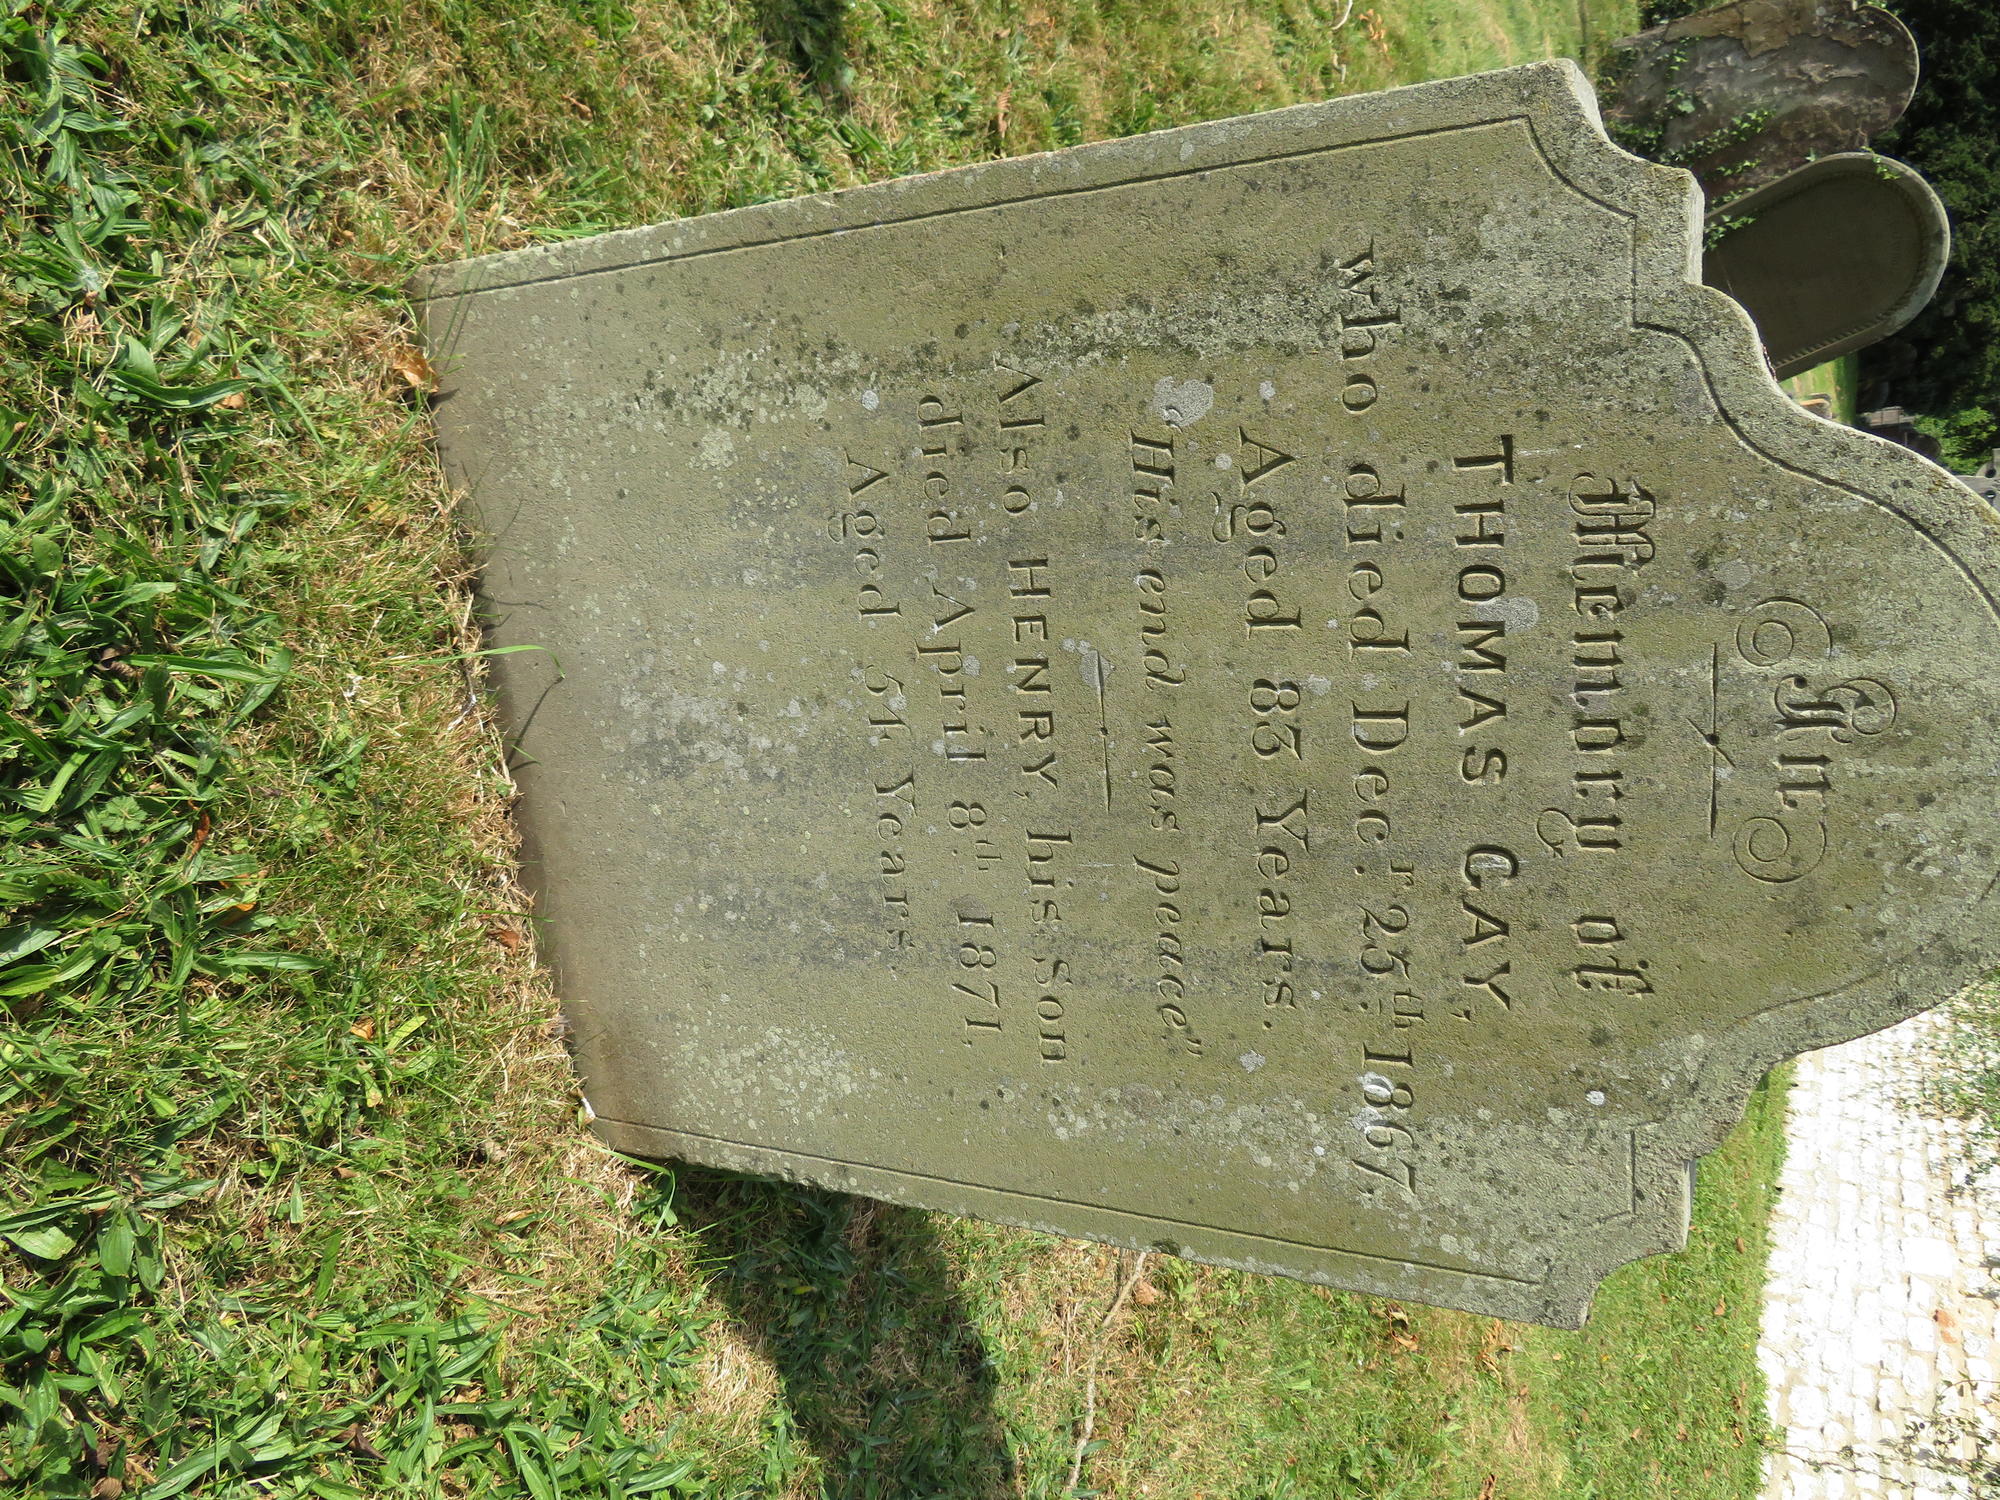 In
Memory of
THOMAS GAY,
who died Decr. 25th 1867,
Aged 83 Years.
"His end was peace"
Also HENRY, his Son
died April 8th 1871,
Aged 54 Years